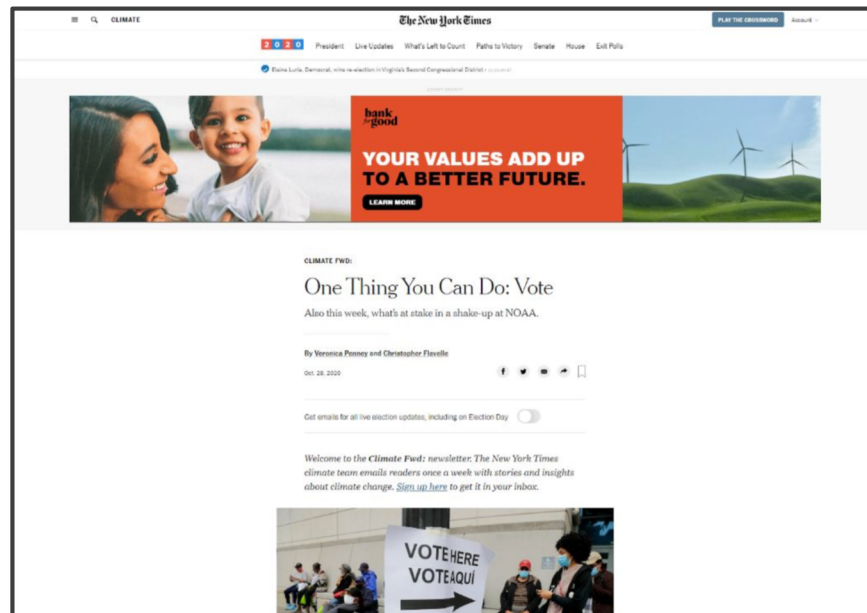 CLIMATE
The New York Times
PLAY THE CROSSWORD
Account
2020
President
Live Updates
What's Left to Count
Paths to Victory
Senate
House
Exit Polls
Elaine Luria, Democrat, wins re-election in Virginia's Second Congressional District
ADVERTISEMENT
bank
for good
YOUR VALUES ADD UP
TO A BETTER FUTURE.
LEARN MORE
CLIMATE FWD:
One Thing You Can Do: Vote
Also this week, what's at stake in a shake-up at NOAA.
By Veronica Penney and Christopher Flavelle
Oct. 28, 2020
Get emails for all live election updates, including on Election Day
Welcome to the Climate Fwd: newsletter. The New York Times
climate team emails readers once a week with stories and insights
about climate change. Sign up here to get it in your inbox.
VOTE HERE
VOTE AQUÍ